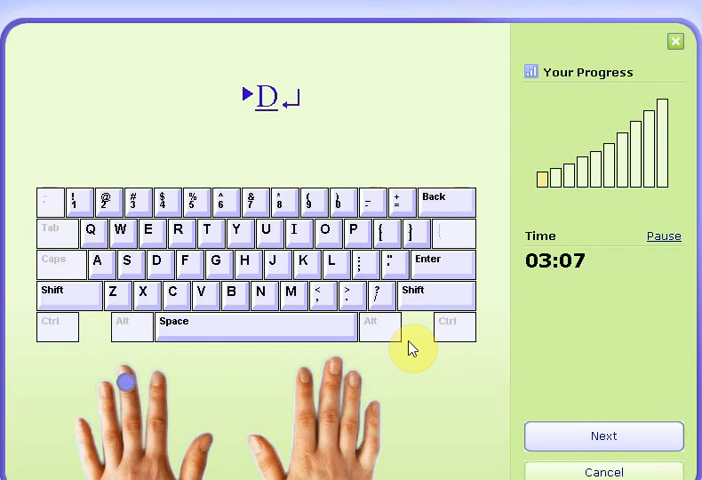 D
Your Progress
Time
Pause
03:07
~ ` ! 1 @ 2 # 3 $ 4 % 5 ^ 6 & 7 * 8 ( 9 ) 0 _ - + = Back
Tab Q W E R T Y U I O P { [ } ] | \
Caps A S D F G H J K L : ; " ' Enter
Shift Z X C V B N M < , > . ? / Shift
Ctrl Alt Space Alt Ctrl
Next
Cancel